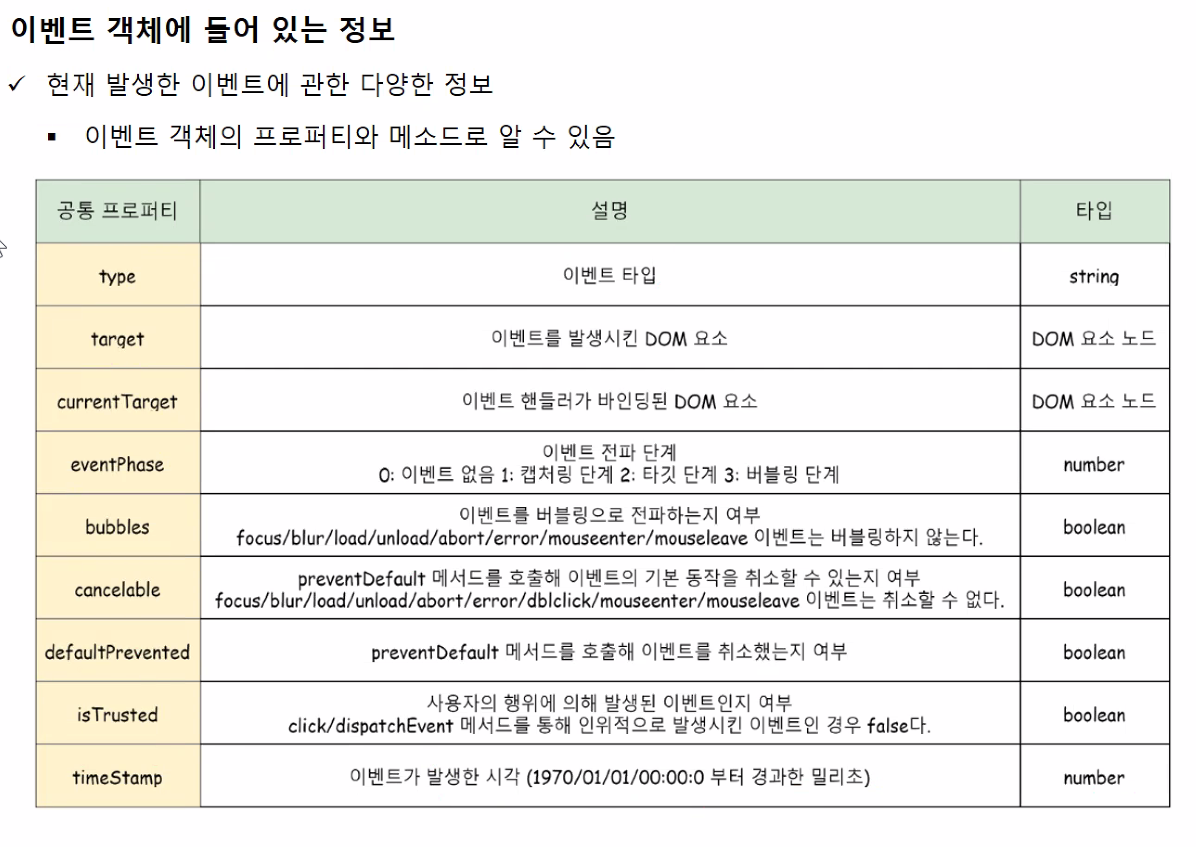 이벤트 객체에 들어 있는 정보
✓ 현재 발생한 이벤트에 관한 다양한 정보
▪ 이벤트 객체의 프로퍼티와 메소드로 알 수 있음
공통 프로퍼티 설명 타입
type 이벤트 타입 string
target 이벤트를 발생시킨 DOM 요소 DOM 요소 노드
currentTarget 이벤트 핸들러가 바인딩된 DOM 요소 DOM 요소 노드
eventPhase 이벤트 전파 단계
0: 이벤트 없음 1: 캡처링 단계 2: 타깃 단계 3: 버블링 단계 number
bubbles 이벤트를 버블링으로 전파하는지 여부
focus/blur/load/unload/abort/error/mouseenter/mouseleave 이벤트는 버블링하지 않는다. boolean
cancelable preventDefault 메서드를 호출해 이벤트의 기본 동작을 취소할 수 있는지 여부
focus/blur/load/unload/abort/error/dblclick/mouseenter/mouseleave 이벤트는 취소할 수 없다. boolean
defaultPrevented preventDefault 메서드를 호출해 이벤트를 취소했는지 여부 boolean
isTrusted 사용자의 행위에 의해 발생된 이벤트인지 여부
click/dispatchEvent 메서드를 통해 인위적으로 발생시킨 이벤트인 경우 false다. boolean
timeStamp 이벤트가 발생한 시각 (1970/01/01/00:00:0 부터 경과한 밀리초) number